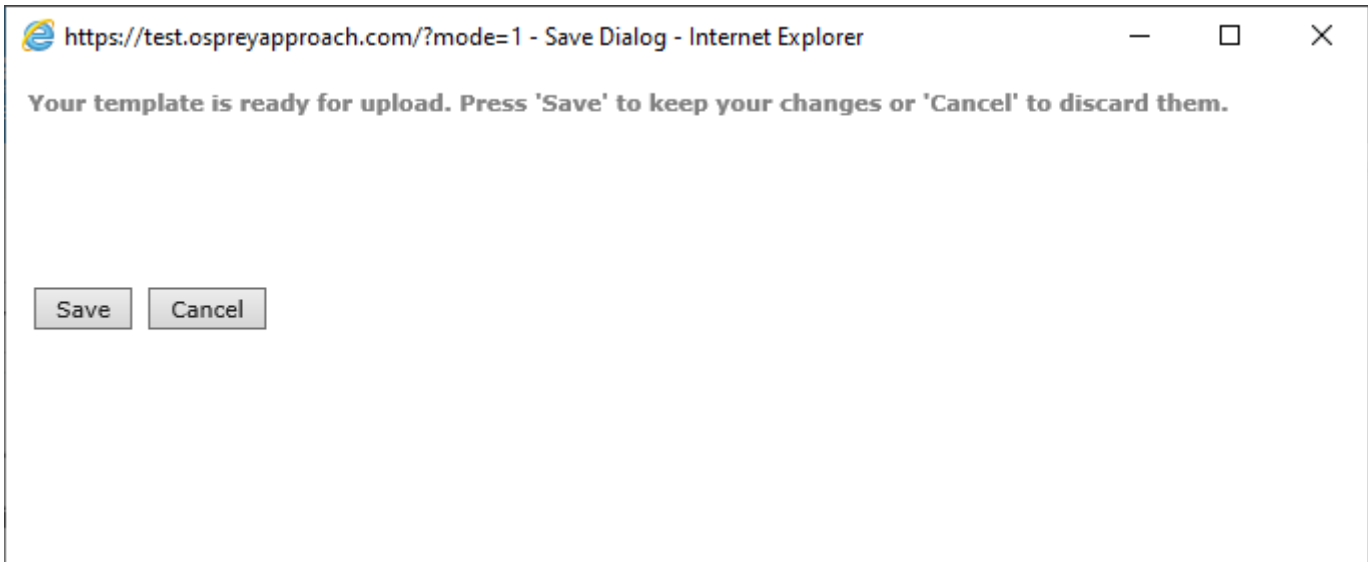 https://test.ospreyapproach.com/?mode=1 - Save Dialog - Internet Explorer
Your template is ready for upload. Press 'Save' to keep your changes or 'Cancel' to discard them.
Save Cancel